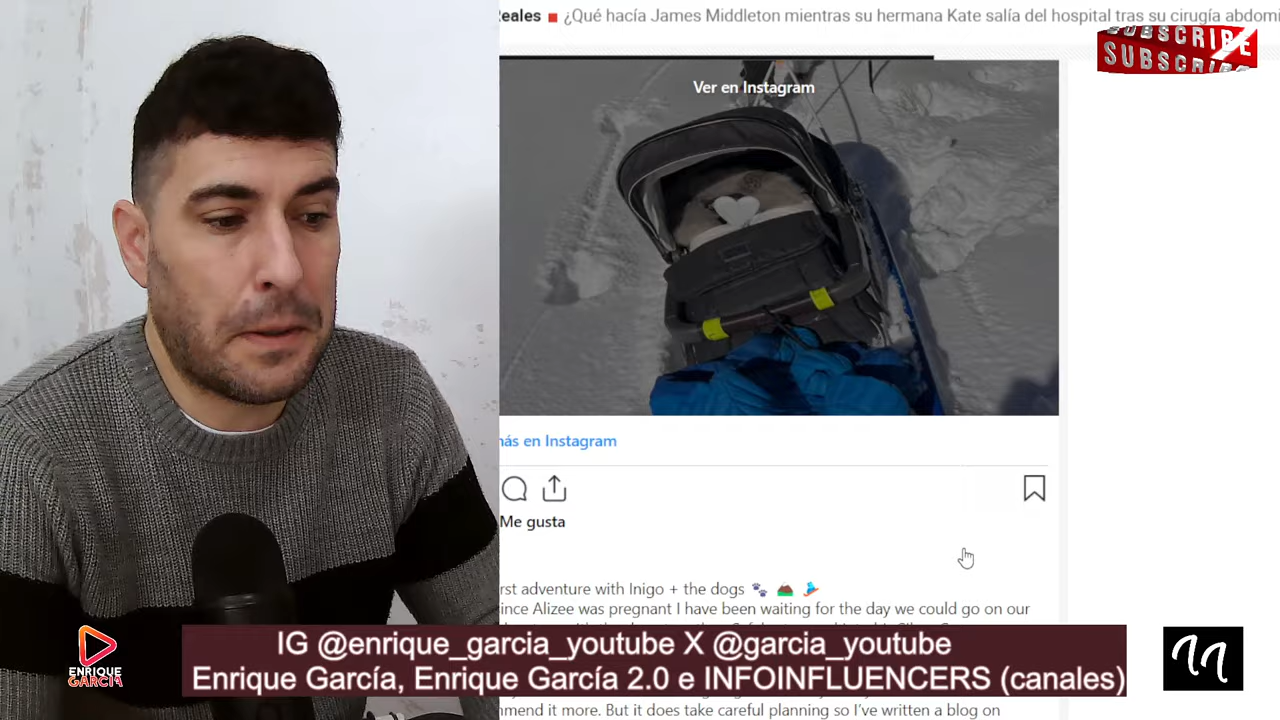 eales ■ ¿Qué hacía James Middleton mientras su hermana Kate salía del hospital tras su cirugía abdomi
SUBSCRIBE
SUBSCRIBE
Ver en Instagram
más en Instagram
Me gusta
rst adventure with Inigo + the dogs 🐾 🏔️ 🏂
ince Alizee was pregnant I have been waiting for the day we could go on our
IG @enrique_garcia_youtube X @garcia_youtube
Enrique García, Enrique García 2.0 e INFOINFLUENCERS (canales)
ENRIQUE
GARCÍA
mend it more. But it does take careful planning so I've written a blog on